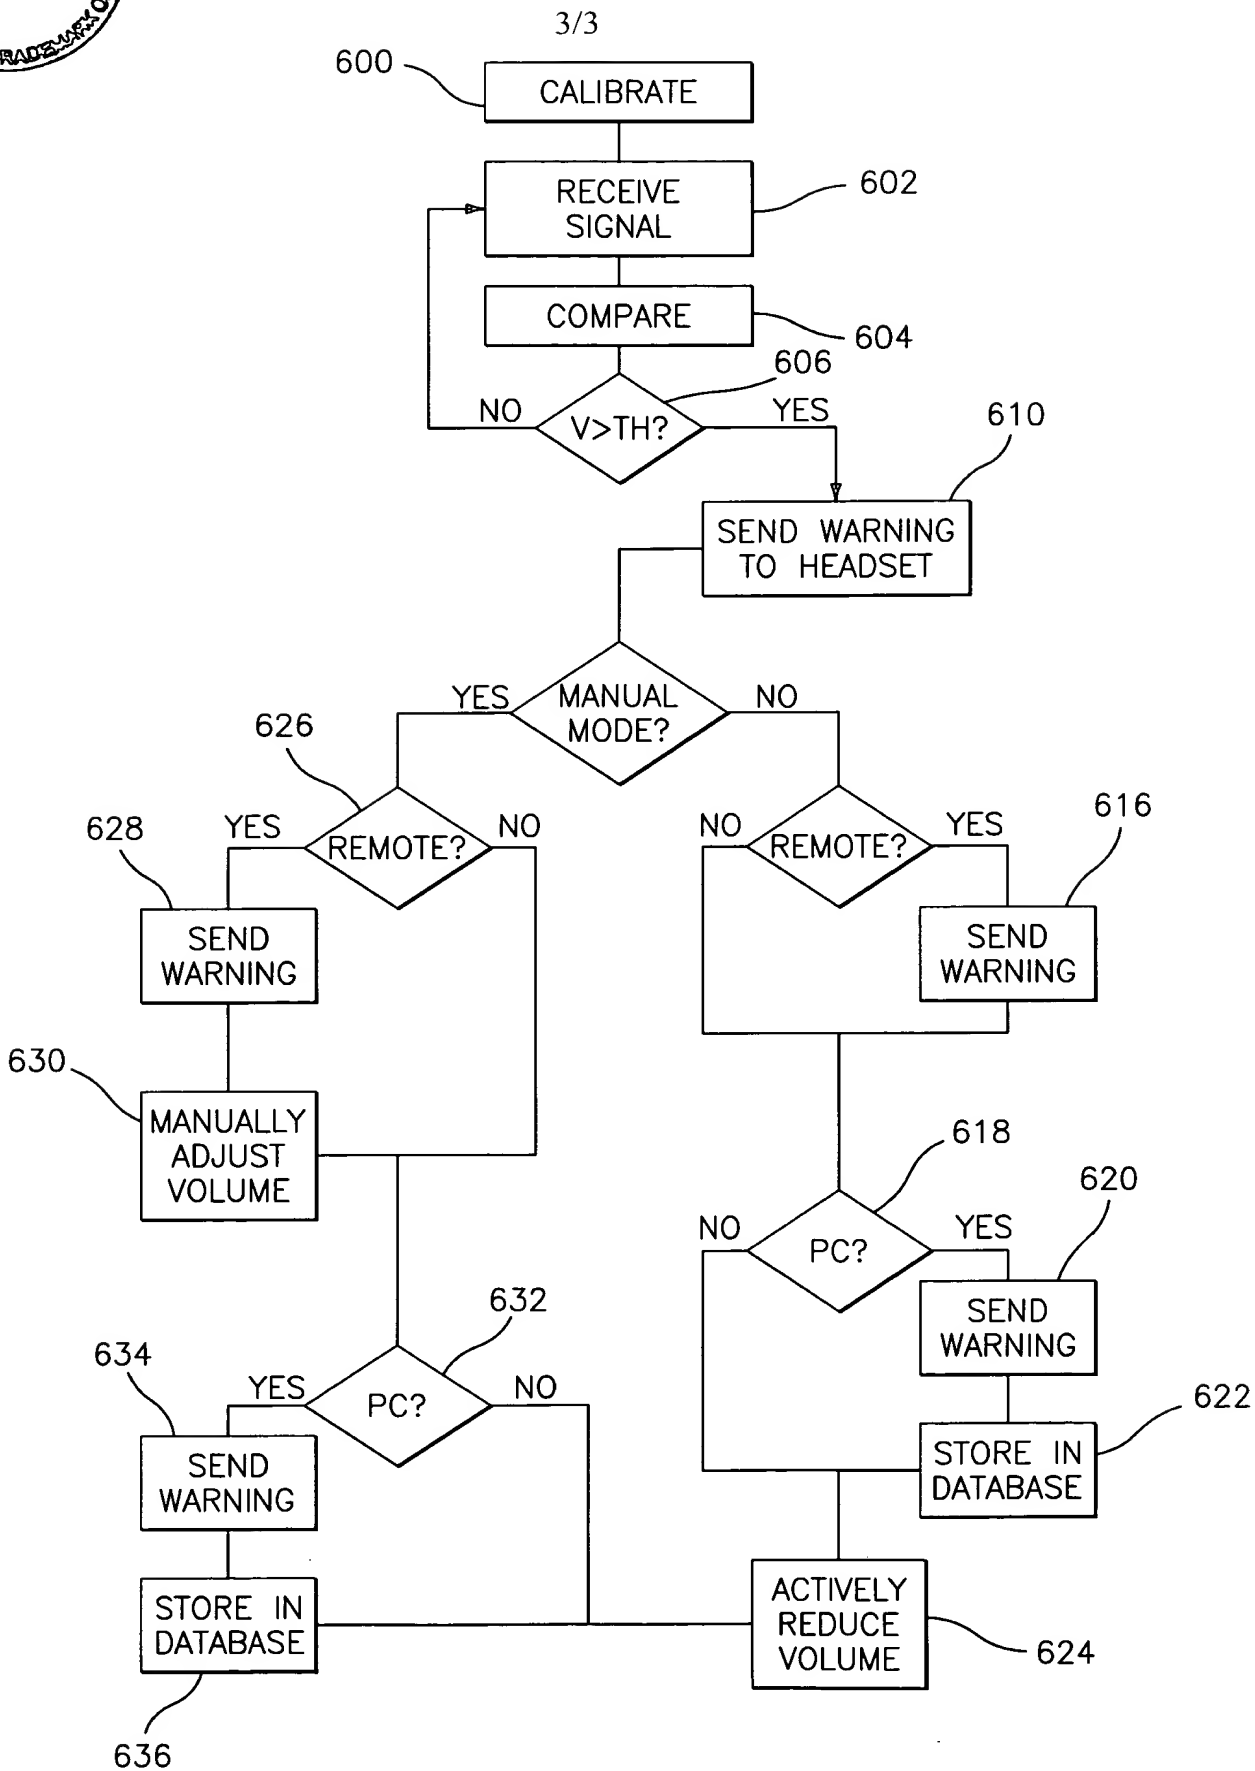 3/3
RADEMARK O
600
CALIBRATE
RECEIVE
SIGNAL
602
COMPARE
604
606
NO
V>TH?
YES
610
SEND WARNING
TO HEADSET
YES
MANUAL
MODE?
NO
626
628
YES
REMOTE?
NO
NO
REMOTE?
YES
616
SEND
WARNING
SEND
WARNING
630
MANUALLY
ADJUST
VOLUME
618
620
NO
PC?
YES
SEND
WARNING
632
634
YES
PC?
NO
622
SEND
WARNING
STORE IN
DATABASE
STORE IN
DATABASE
ACTIVELY
REDUCE
VOLUME
624
636